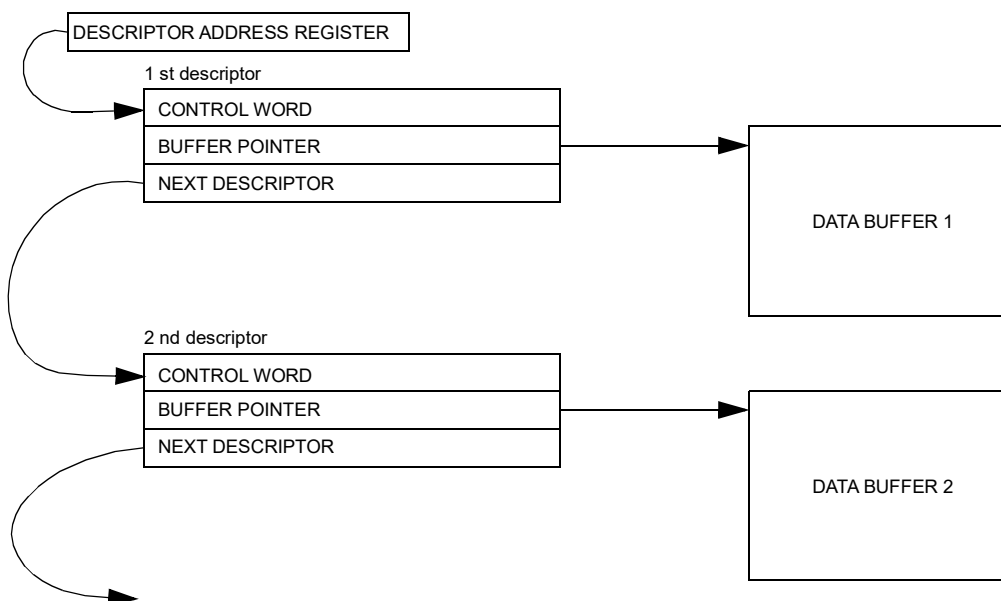 DESCRIPTOR ADDRESS REGISTER
1 st descriptor
CONTROL WORD
BUFFER POINTER
NEXT DESCRIPTOR
DATA BUFFER 1
2 nd descriptor
CONTROL WORD
BUFFER POINTER
NEXT DESCRIPTOR
DATA BUFFER 2